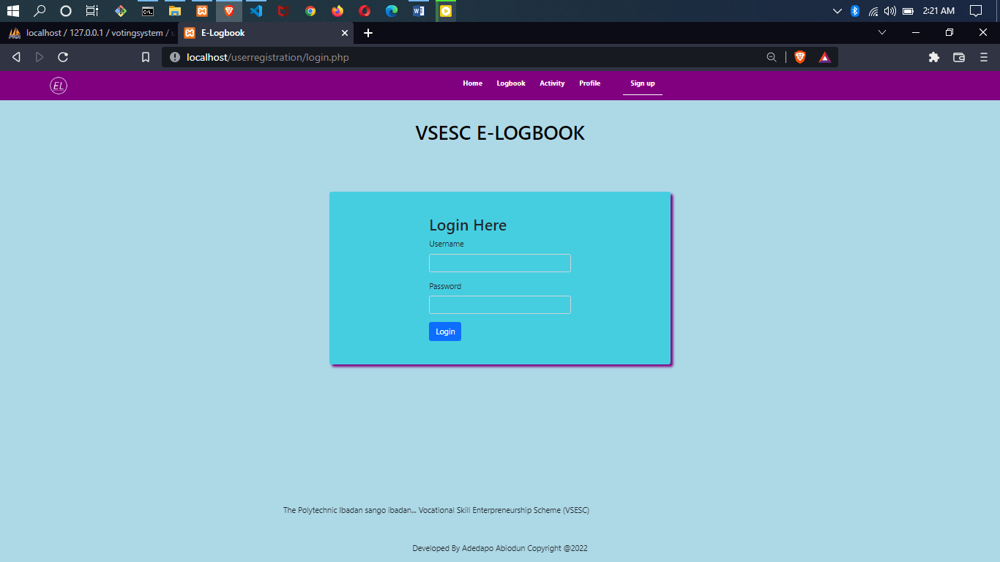 2:21 AM
localhost / 127.0.0.1 / votingsystem / u
E-Logbook
localhost/userregistration/login.php
EL
Home Logbook Activity Profile Sign up
VSESC E-LOGBOOK
Login Here
Username
Password
Login
The Polytechnic Ibadan sango ibadan... Vocational Skill Enterpreneurship Scheme (VSESC)
Developed By Adedapo Abiodun Copyright @2022